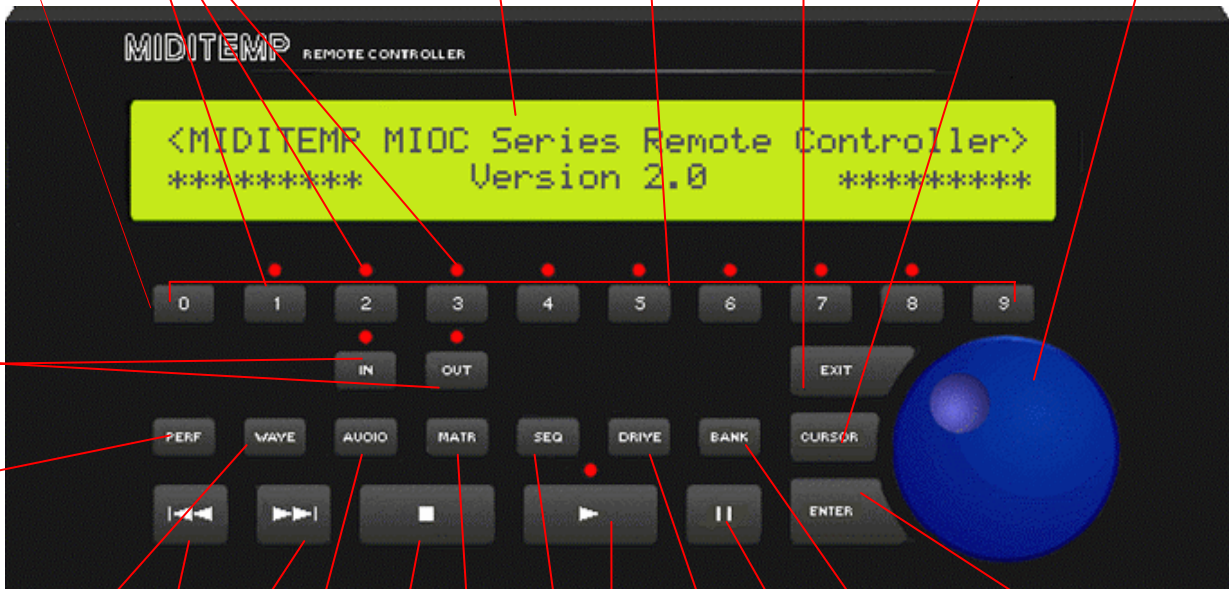 MIDITEMP REMOTE CONTROLLER
<MIDITEMP MIOC Series Remote Controller>
********* Version 2.0 *********
0 1 2 3 4 5 6 7 8 9
IN OUT EXIT
PERF WAVE AUDIO MATR SEQ DRIVE BANK CURSOR
ENTER